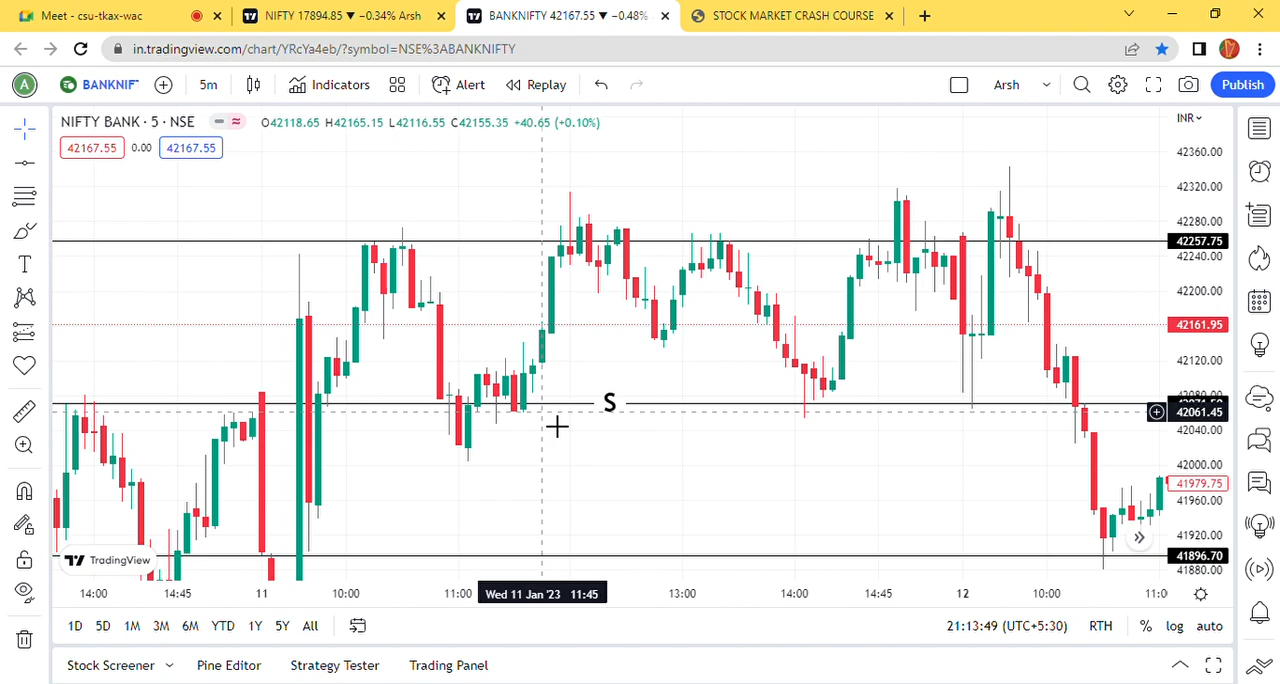 Meet - csu-tkax-wac
NIFTY 17894.85 ▼ −0.34% Arsh
BANKNIFTY 42167.55 ▼ −0.48%
STOCK MARKET CRASH COURSE
in.tradingview.com/chart/YRcYa4eb/?symbol=NSE%3ABANKNIFTY
A
BANKNIF
5m
Indicators
Alert
Replay
Arsh
Publish
NIFTY BANK · 5 · NSE
O42118.65 H42165.15 L42116.55 C42155.35 +40.65 (+0.10%)
INR
42167.55 0.00 42167.55
42360.00
42320.00
42280.00
42257.75
42240.00
42200.00
42161.95
42120.00
S
42061.45
42040.00
42000.00
41979.75
41960.00
41920.00
41896.70
41880.00
TradingView
14:00 14:45 11 10:00 11:00 Wed 11 Jan '23 11:45 13:00 14:00 14:45 12 10:00 11:0
1D 5D 1M 3M 6M YTD 1Y 5Y All
21:13:49 (UTC+5:30) RTH % log auto
Stock Screener Pine Editor Strategy Tester Trading Panel